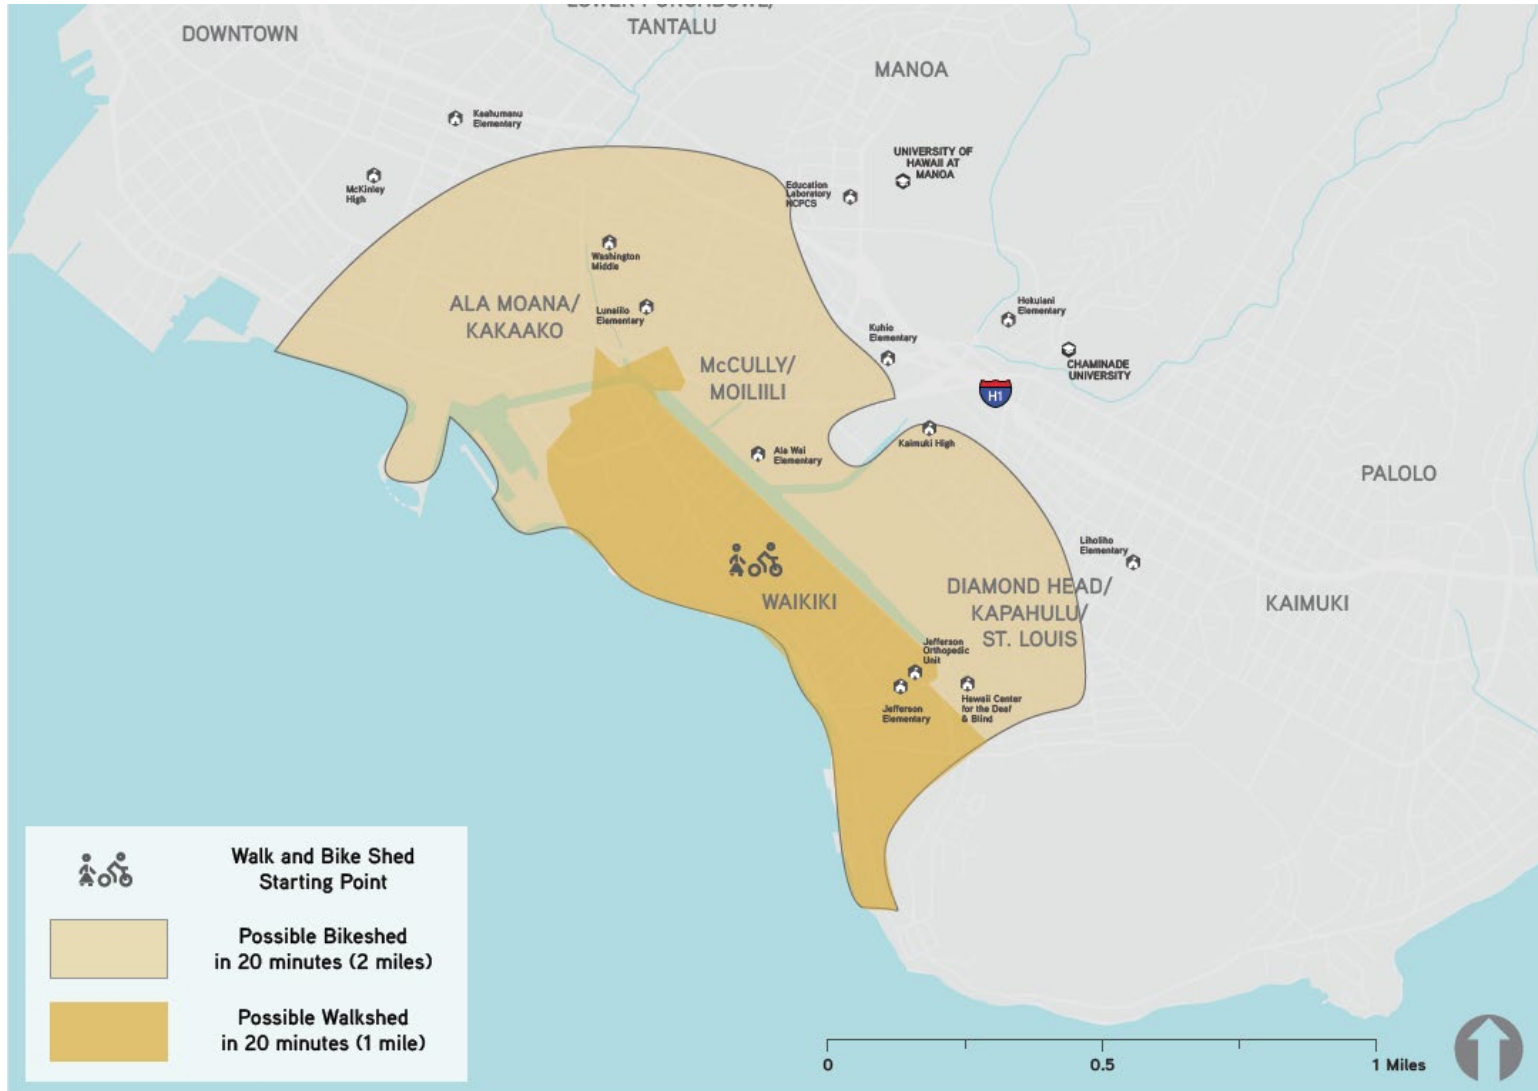 DOWNTOWN
TANTALU
MANOA
Kaahumanu
Elementary
McKinley
High
UNIVERSITY OF
HAWAII AT
MANOA
Education
Laboratory
NCPCS
Washington
Middle
ALA MOANA/
KAKAAKO
Lunalilo
Elementary
Hokulani
Elementary
Kuhio
Elementary
McCULLY/
MOILIILI
CHAMINADE
UNIVERSITY
H1
Kaimuki High
Ala Wai
Elementary
PALOLO
Liholiho
Elementary
DIAMOND HEAD/
KAPAHULU/
ST. LOUIS
WAIKIKI
KAIMUKI
Jefferson
Orthopedic
Unit
Jefferson
Elementary
Hawaii Center
for the Deaf
& Blind
Walk and Bike Shed
Starting Point
Possible Bikeshed
in 20 minutes (2 miles)
Possible Walkshed
in 20 minutes (1 mile)
0
0.5
1 Miles